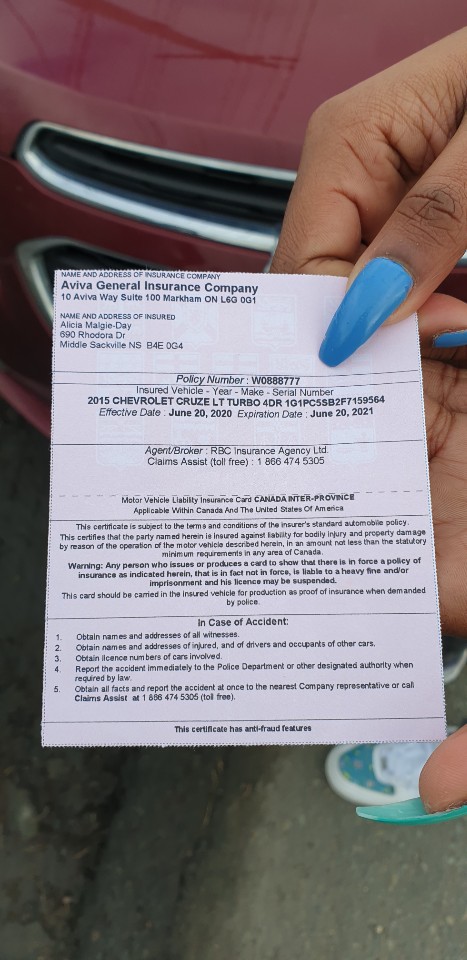 NAME AND ADDRESS OF INSURANCE COMPANY
Aviva General Insurance Company
10 Aviva Way Suite 100 Markham ON L6G 0G1
NAME AND ADDRESS OF INSURED
Alicia Malgie-Day
690 Rhodora Dr
Middle Sackville NS B4E 0G4
Policy Number : W0888777
Insured Vehicle - Year - Make - Serial Number
2015 CHEVROLET CRUZE LT TURBO 4DR 1G1PC5SB2F7159564
Effective Date : June 20, 2020 Expiration Date : June 20, 2021
Agent/Broker : RBC Insurance Agency Ltd.
Claims Assist (toll free) : 1 866 474 5305
Motor Vehicle Liability Insurance Card CANADA INTER-PROVINCE
Applicable Within Canada And The United States Of America
This certificate is subject to the terms and conditions of the insurer's standard automobile policy.
This certifies that the party named herein is insured against liability for bodily injury and property damage
by reason of the operation of the motor vehicle described herein, in an amount not less than the statutory
minimum requirements in any area of Canada.
Warning: Any person who issues or produces a card to show that there is in force a policy of
insurance as indicated herein, that is in fact not in force, is liable to a heavy fine and/or
imprisonment and his licence may be suspended.
This card should be carried in the insured vehicle for production as proof of insurance when demanded
by police.
In Case of Accident:
1. Obtain names and addresses of all witnesses.
2. Obtain names and addresses of injured, and of drivers and occupants of other cars.
3. Obtain licence numbers of cars involved.
4. Report the accident immediately to the Police Department or other designated authority when
required by law.
5. Obtain all facts and report the accident at once to the nearest Company representative or call
Claims Assist at 1 866 474 5305 (toll free).
This certificate has anti-fraud features